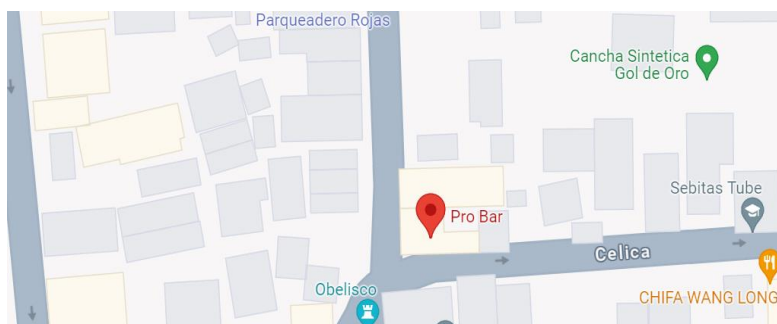 Parqueadero Rojas
Cancha Sintetica
Gol de Oro
Sebitas Tube
Pro Bar
Celica
Obelisco
CHIFA WANG LONG